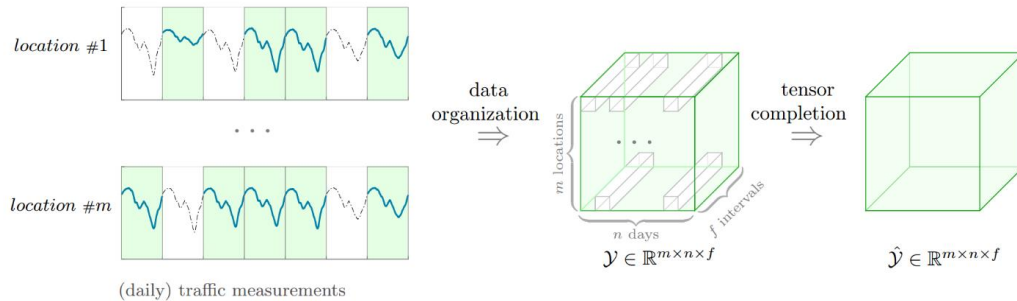 location #1
. . .
location #m
(daily) traffic measurements
data
organization
⇒
m locations
. . .
n days
f intervals
𝒴 ∈ ℝ^{m×n×f}
tensor
completion
⇒
𝒴̂ ∈ ℝ^{m×n×f}